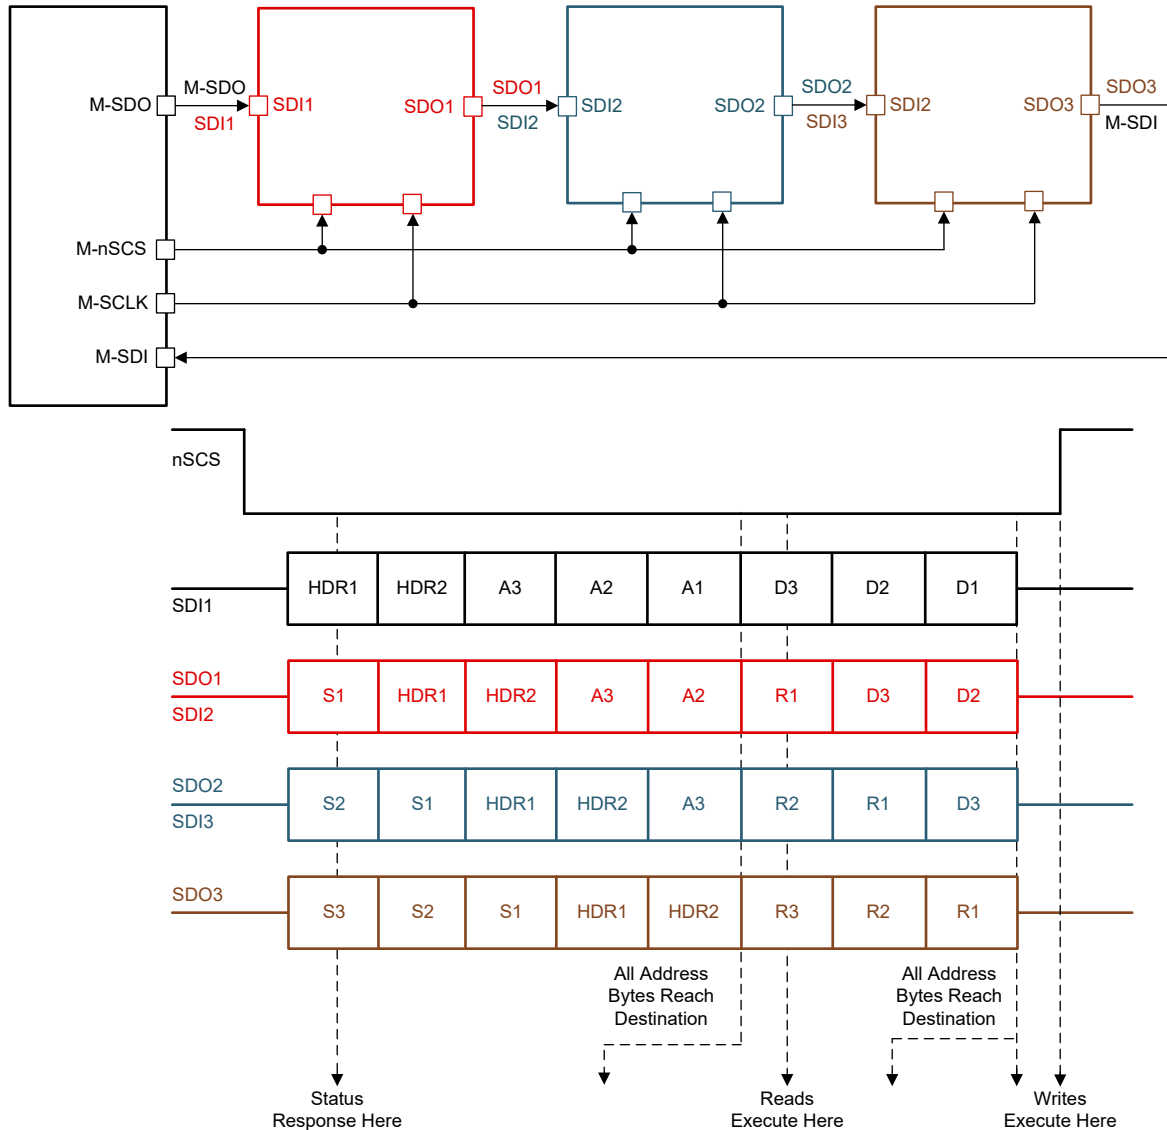 M-SDO
M-SDO
SDI1
SDI1
SDO1
SDO1
SDI2
SDI2
SDO2
SDO2
SDI3
SDI2
SDO3
SDO3
M-SDI
M-nSCS
M-SCLK
M-SDI
nSCS
SDI1
HDR1 HDR2 A3 A2 A1 D3 D2 D1
SDO1
SDI2
S1 HDR1 HDR2 A3 A2 R1 D3 D2
SDO2
SDI3
S2 S1 HDR1 HDR2 A3 R2 R1 D3
SDO3
S3 S2 S1 HDR1 HDR2 R3 R2 R1
All Address
Bytes Reach
Destination
All Address
Bytes Reach
Destination
Status
Response Here
Reads
Execute Here
Writes
Execute Here